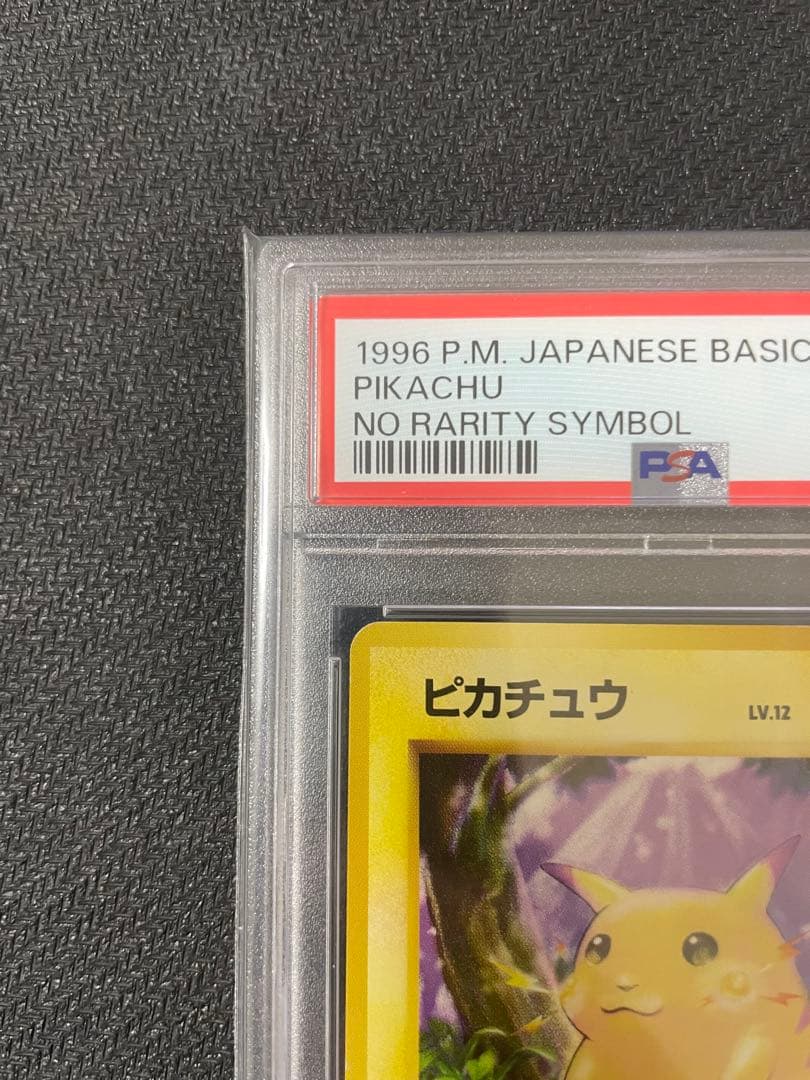 1996 P.M. JAPANESE BASIC
PIKACHU
NO RARITY SYMBOL
PSA
ピカチュウ LV.12